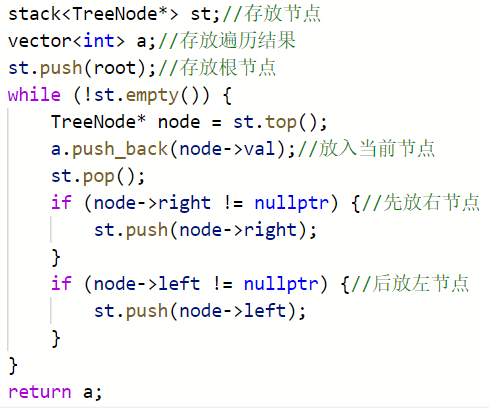 stack<TreeNode*> st;//存放节点
vector<int> a;//存放遍历结果
st.push(root);//存放根节点
while (!st.empty()) {
    TreeNode* node = st.top();
    a.push_back(node->val);//放入当前节点
    st.pop();
    if (node->right != nullptr) {//先放右节点
        st.push(node->right);
    }
    if (node->left != nullptr) {//后放左节点
        st.push(node->left);
    }
}
return a;